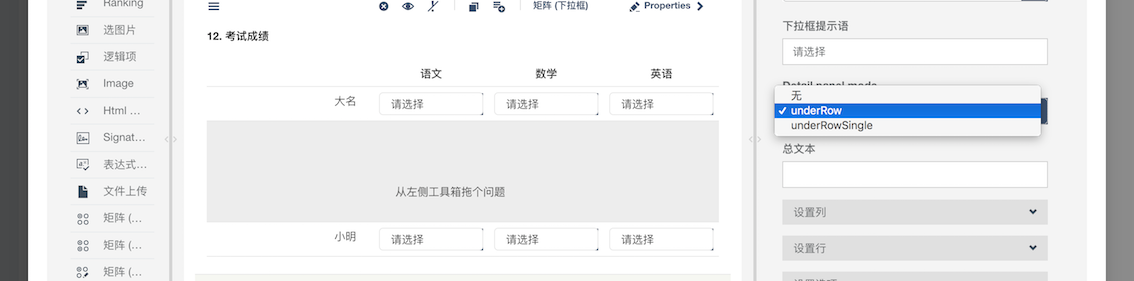 Ranking
选图片
逻辑项
Image
Html ...
Signat...
表达式...
文件上传
矩阵 (...
矩阵 (...
矩阵 (...
矩阵 (下拉框)
Properties
12. 考试成绩
语文 数学 英语
大名 请选择 请选择 请选择
从左侧工具箱拖个问题
小明 请选择 请选择 请选择
下拉框提示语
请选择
Detail panel mode
无
underRow
underRowSingle
总文本
设置列
设置行
设置选项